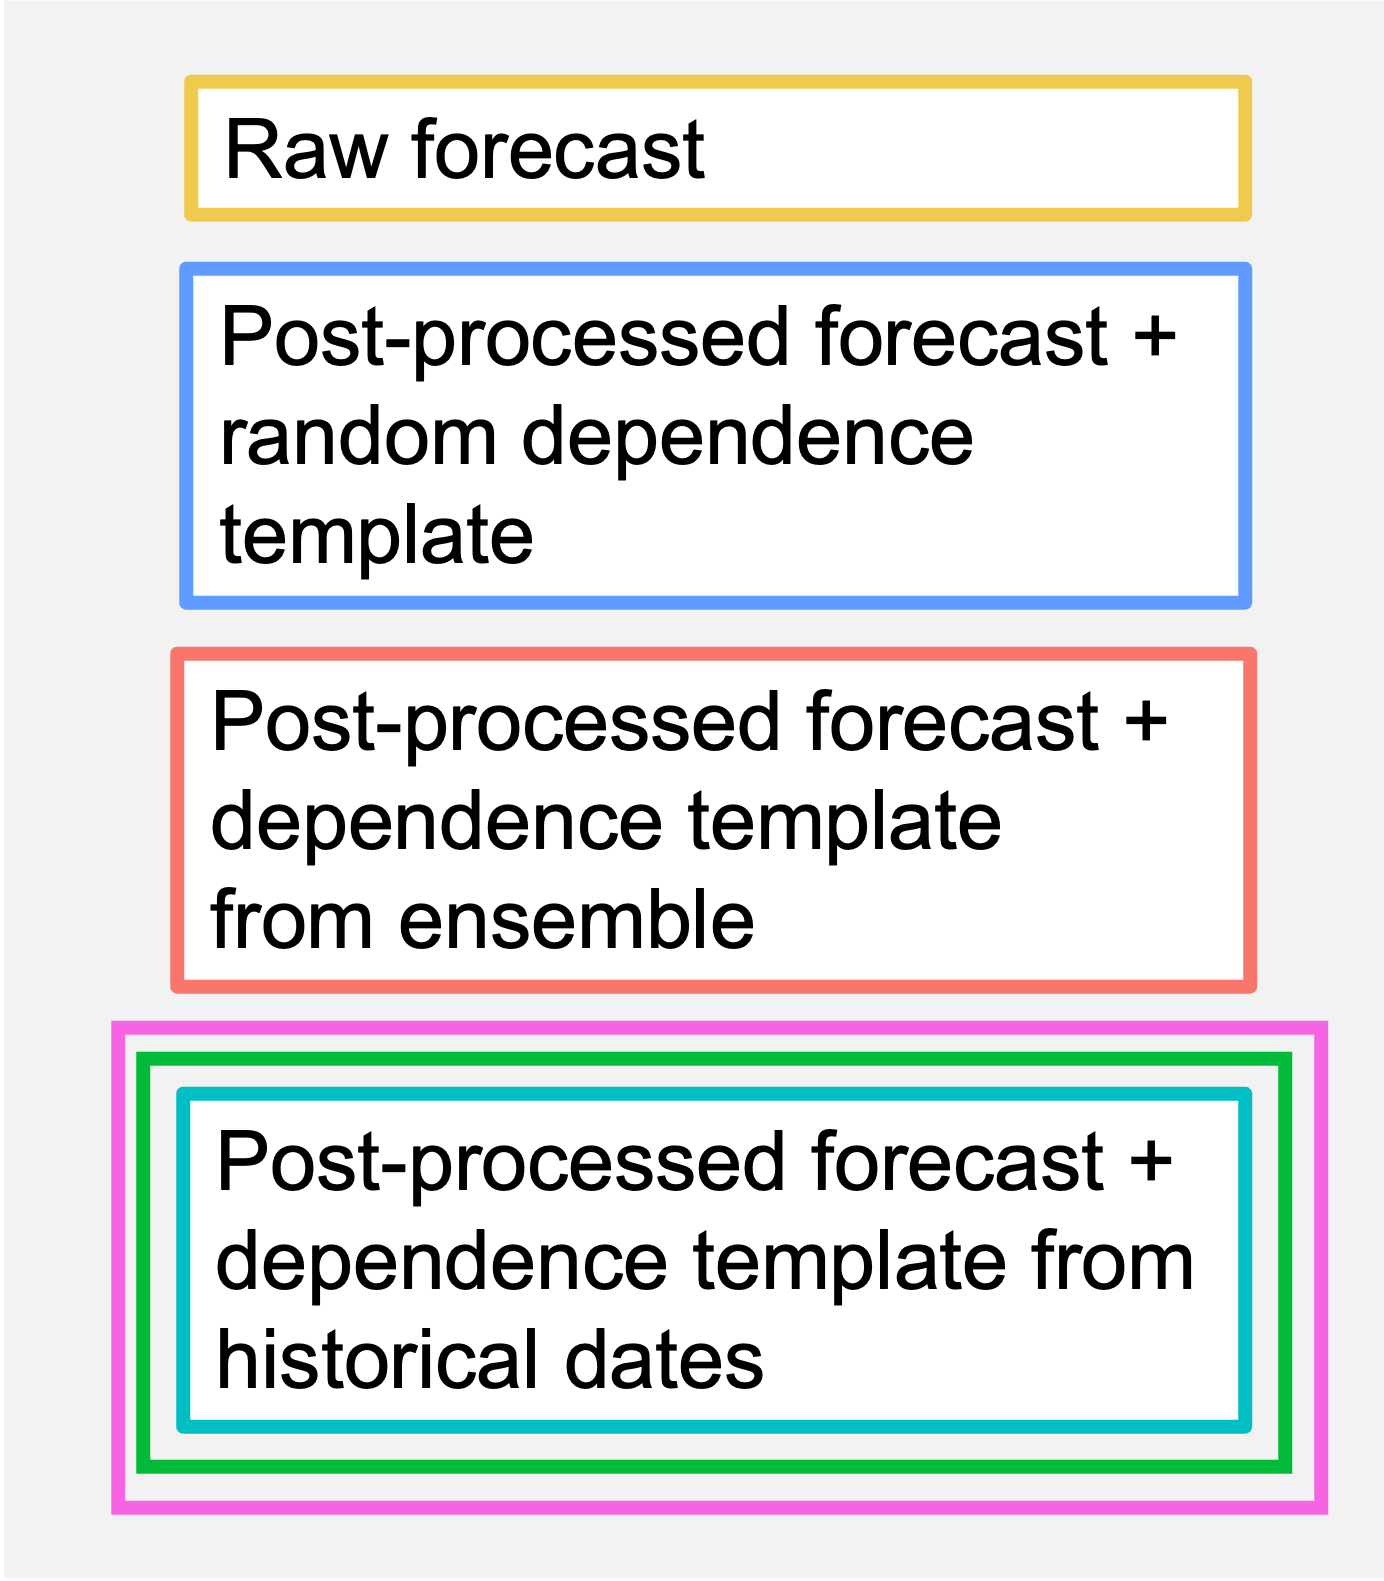 Raw forecast
Post-processed forecast +
random dependence
template
Post-processed forecast +
dependence template
from ensemble
Post-processed forecast +
dependence template from
historical dates